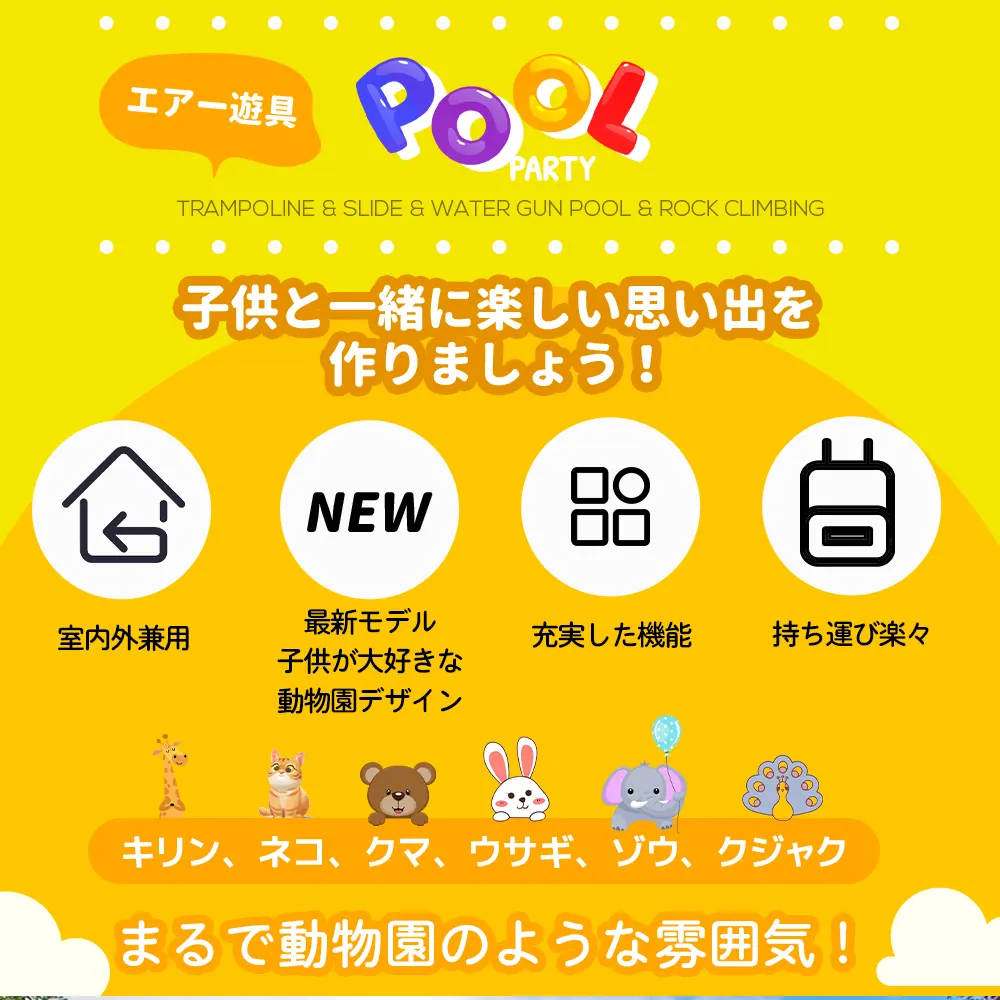 エアー遊具
POOL
PARTY
TRAMPOLINE & SLIDE & WATER GUN POOL & ROCK CLIMBING
子供と一緒に楽しい思い出を
作りましょう！
NEW
室内外兼用
最新モデル
子供が大好きな
動物園デザイン
充実した機能
持ち運び楽々
キリン、ネコ、クマ、ウサギ、ゾウ、クジャク
まるで動物園のような雰囲気！